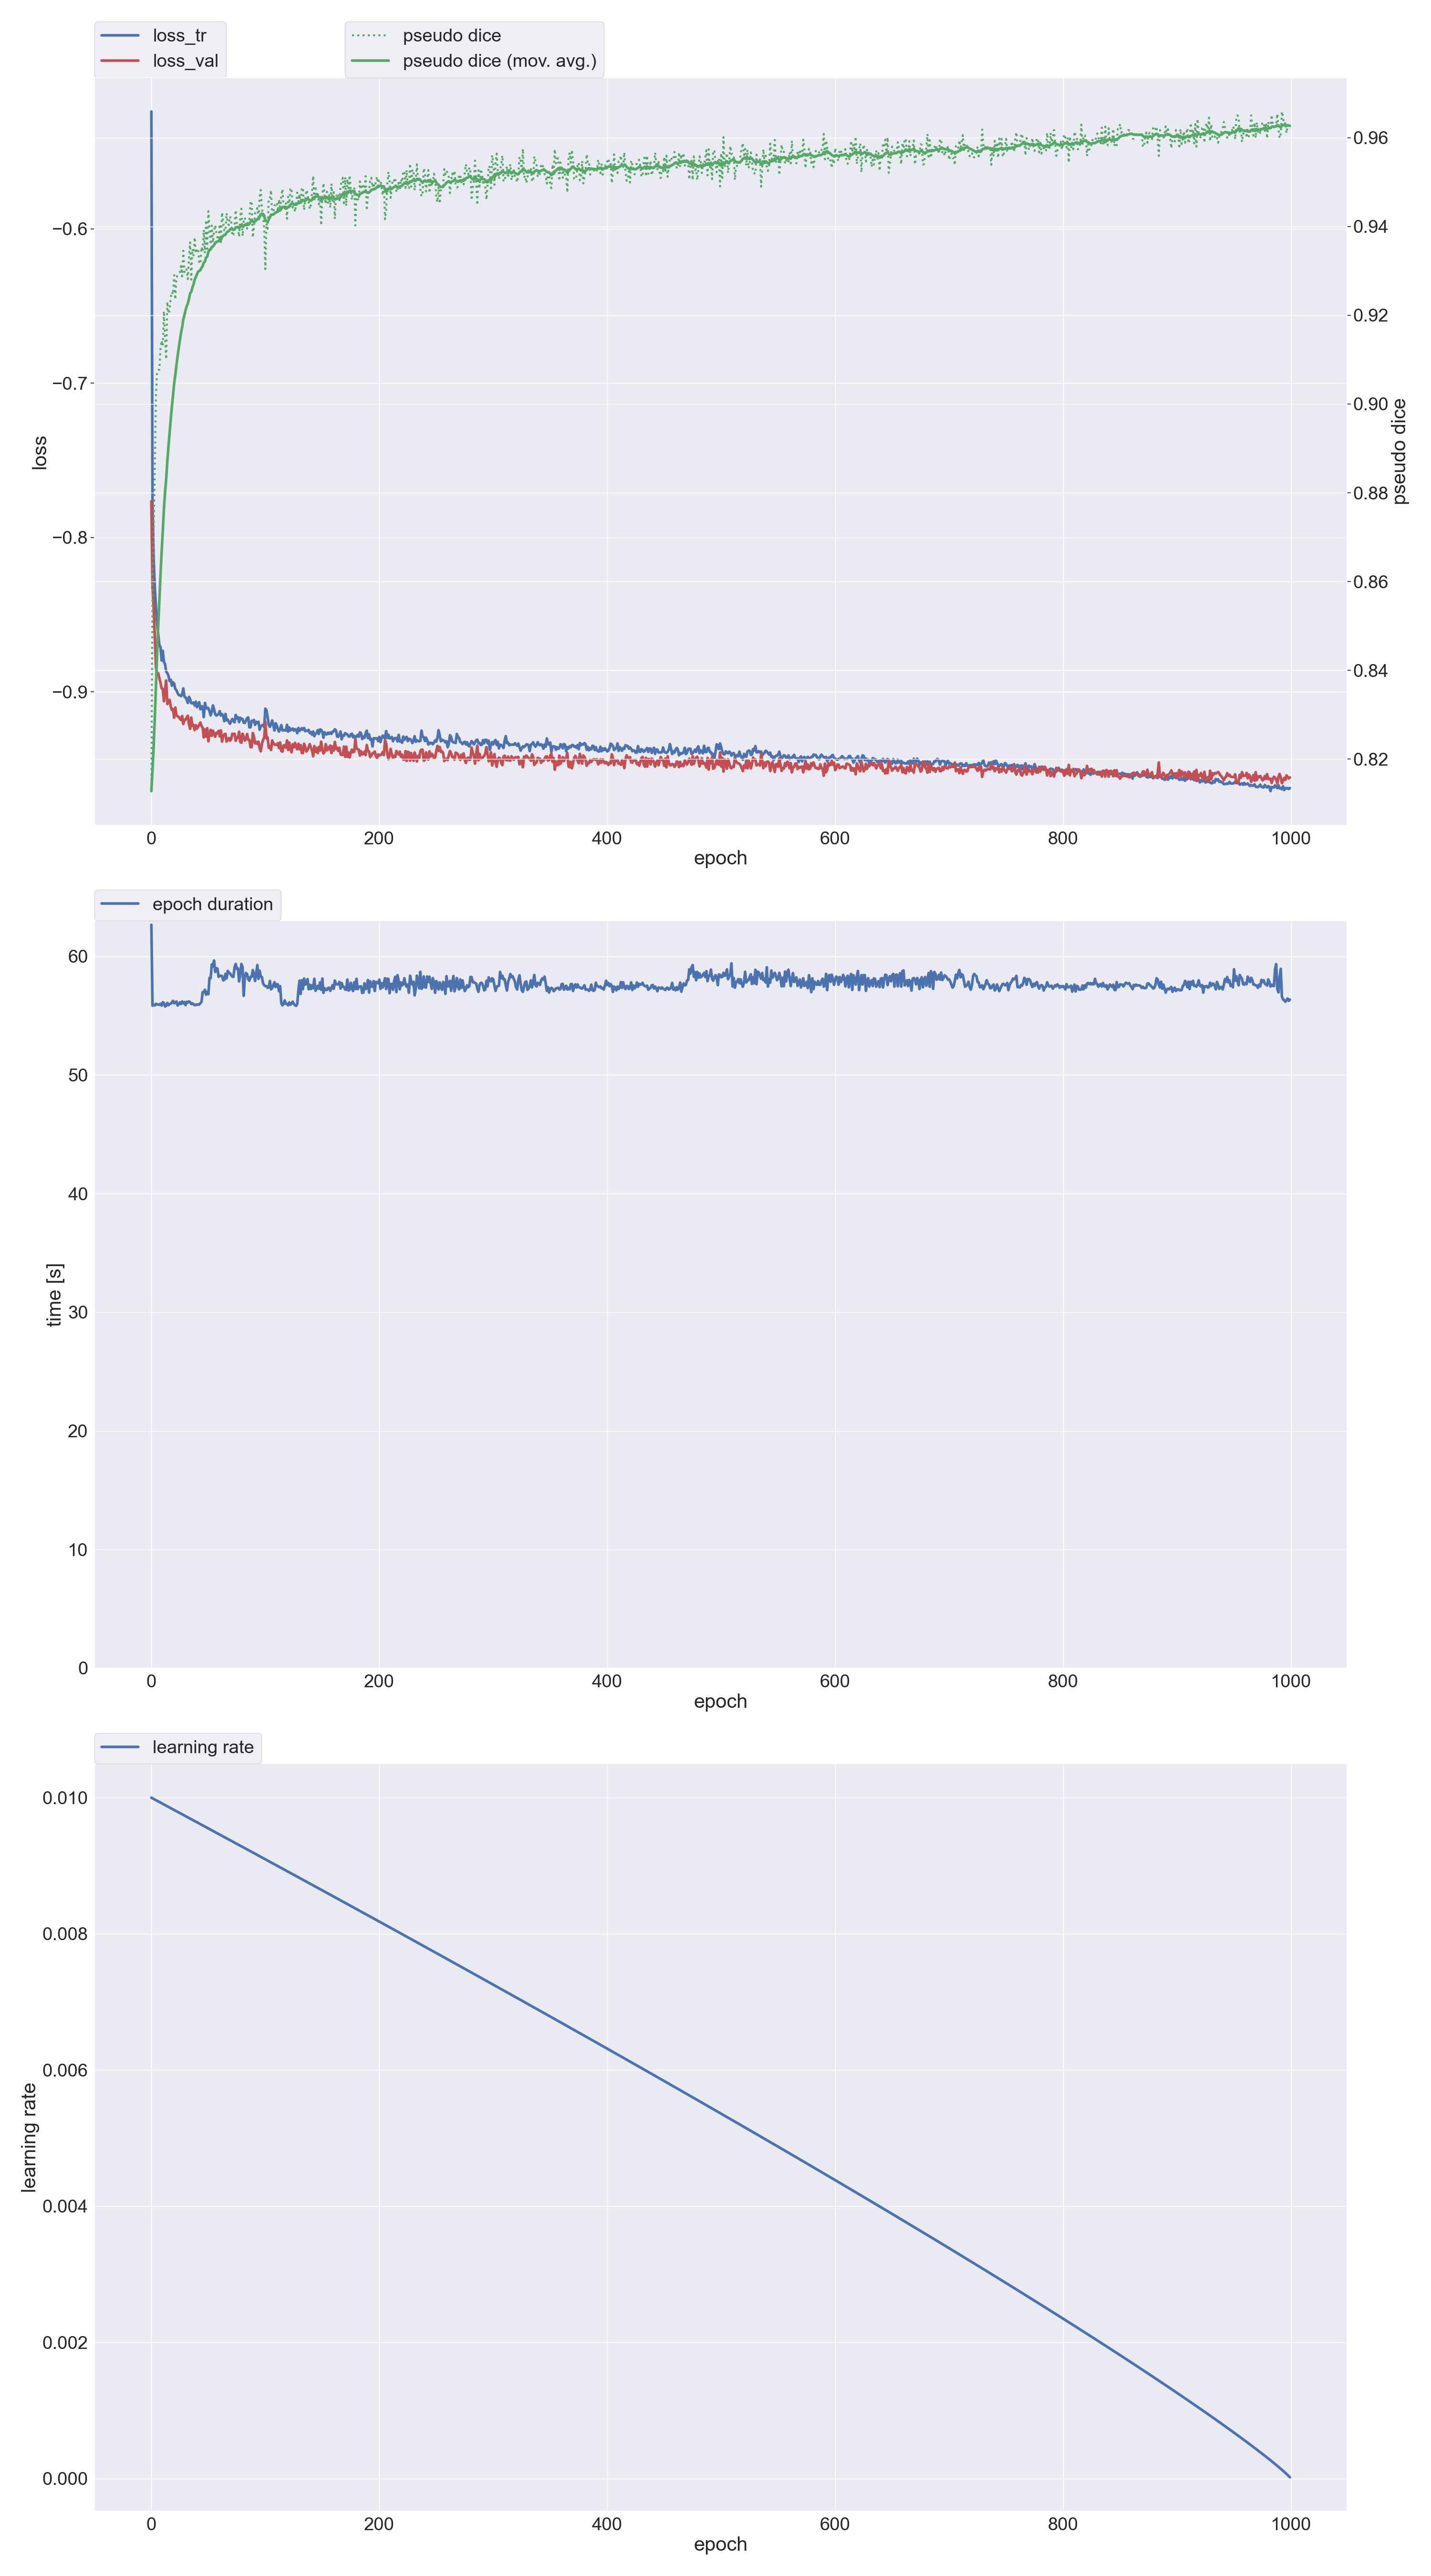 loss_tr
loss_val
pseudo dice
pseudo dice (mov. avg.)
−0.6
−0.7
−0.8
−0.9
loss
0.96
0.94
0.92
0.90
0.88
0.86
0.84
0.82
pseudo dice
0 200 400 600 800 1000
epoch
epoch duration
60
50
40
30
20
10
0
time [s]
0 200 400 600 800 1000
epoch
learning rate
0.010
0.008
0.006
0.004
0.002
0.000
learning rate
0 200 400 600 800 1000
epoch